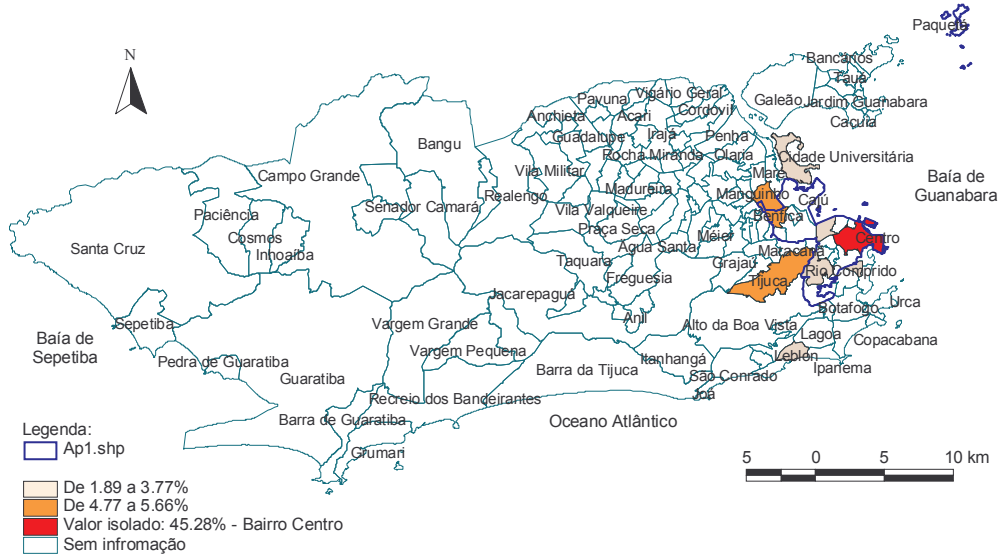 Paquetá
N
Bancários
Tauá
Pavuna
Vigário Geral
Galeão
Jardim Guanabara
Anchieta
Acari
Cordovil
Cacuia
Bangu
Guadalupe
Irajá
Penha
Rocha Miranda
Olaria
Cidade Universitária
Campo Grande
Vila Militar
Maré
Baía de
Guanabara
Realengo
Madureira
Manguinho
Cajú
Senador Camará
Paciência
Vila Valqueire
Benfica
Praça Seca
Santa Cruz
Cosmos
Inhoaíba
Água Santa
Méier
Maracanã
Centro
Taquara
Grajaú
Rio Comprido
Freguesia
Tijuca
Jacarepaguá
Botafogo
Urca
Sepetiba
Vargem Grande
Anil
Alto da Boa Vista
Lagoa
Copacabana
Baía de
Sepetiba
Vargem Pequena
Itanhangá
Leblon
Ipanema
Pedra de Guaratiba
Guaratiba
Barra da Tijuca
São Conrado
Joá
Recreio dos Bandeirantes
Barra de Guaratiba
Oceano Atlântico
Grumari
Legenda:
Ap1.shp
De 1.89 a 3.77%
De 4.77 a 5.66%
Valor isolado: 45.28% - Bairro Centro
Sem infromação
5 0 5 10 km